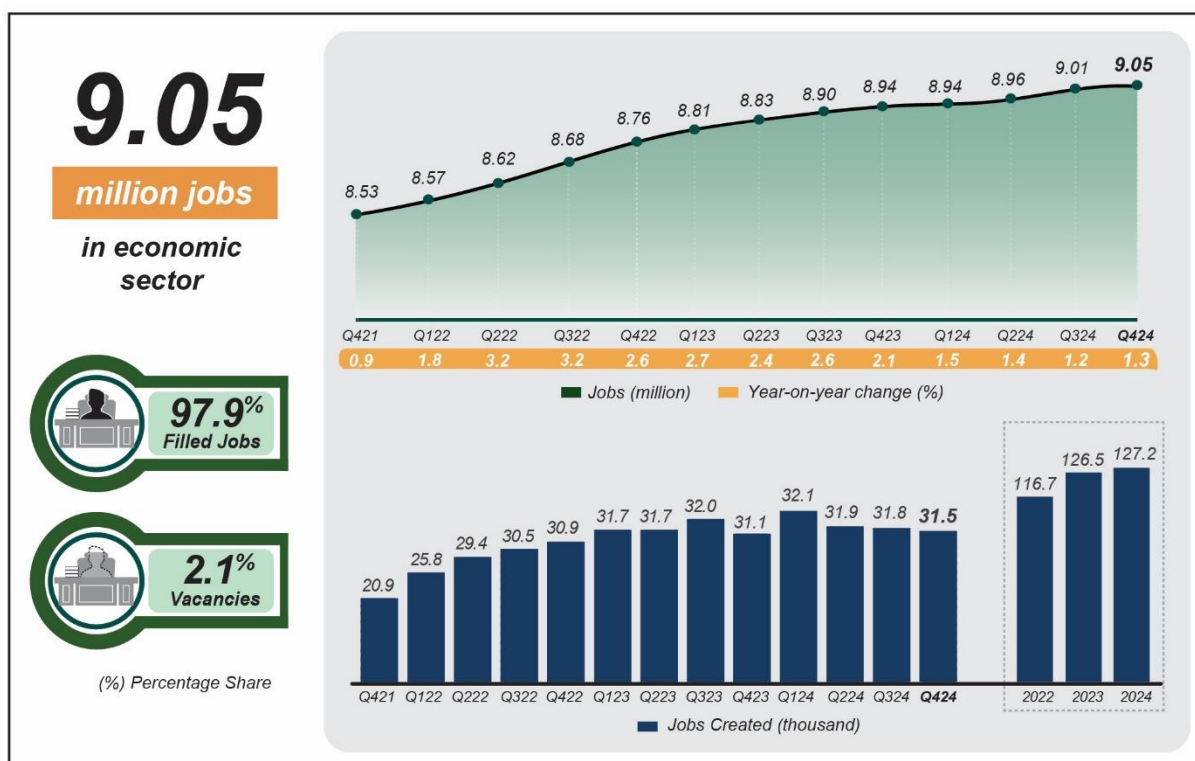 9.05
million jobs
in economic
sector
97.9%
Filled Jobs
2.1%
Vacancies
(%) Percentage Share
8.53 8.57 8.62 8.68 8.76 8.81 8.83 8.90 8.94 8.94 8.96 9.01 9.05
Q421 Q122 Q222 Q322 Q422 Q123 Q223 Q323 Q423 Q124 Q224 Q324 Q424
0.9 1.8 3.2 3.2 2.6 2.7 2.4 2.6 2.1 1.5 1.4 1.2 1.3
Jobs (million) Year-on-year change (%)
20.9 25.8 29.4 30.5 30.9 31.7 31.7 32.0 31.1 32.1 31.9 31.8 31.5 116.7 126.5 127.2
Q421 Q122 Q222 Q322 Q422 Q123 Q223 Q323 Q423 Q124 Q224 Q324 Q424 2022 2023 2024
Jobs Created (thousand)